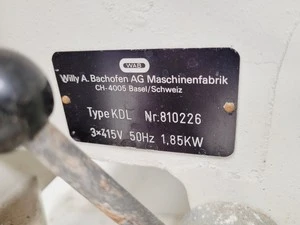 WAB
Willy A. Bachofen AG Maschinenfabrik
CH-4005 Basel/Schweiz
Type KDL Nr. 810226
3×415V 50Hz 1,85KW